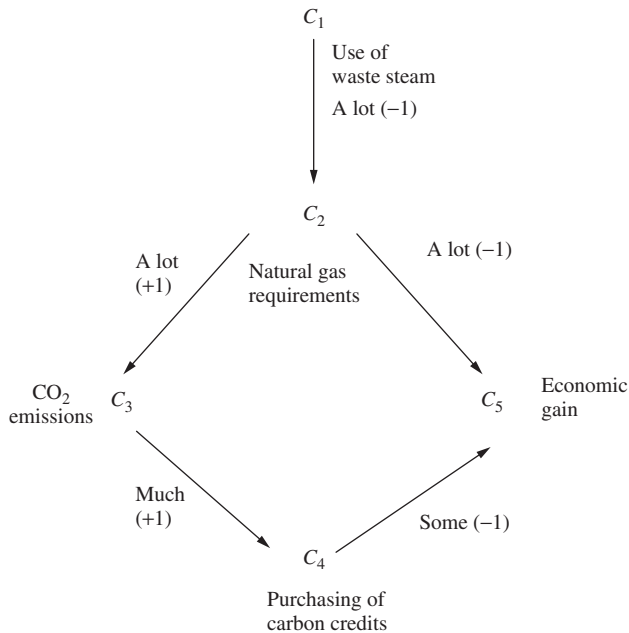 C1
Use of
waste steam
A lot (−1)
C2
A lot
(+1)
Natural gas
requirements
A lot (−1)
CO2
emissions
C3
C5
Economic
gain
Much
(+1)
Some (−1)
C4
Purchasing of
carbon credits